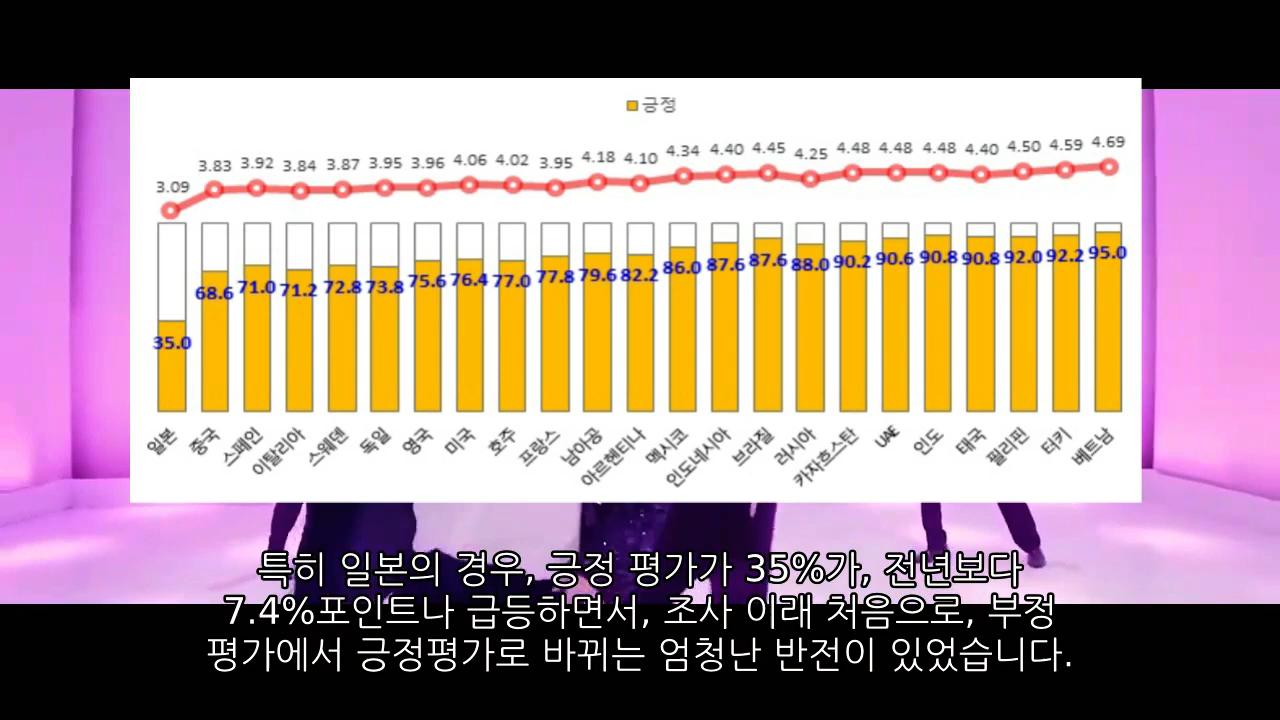 긍정
3.09 3.83 3.92 3.84 3.87 3.95 3.96 4.06 4.02 3.95 4.18 4.10 4.34 4.40 4.45 4.25 4.48 4.48 4.48 4.40 4.50 4.59 4.69
35.0 68.6 71.0 71.2 72.8 73.8 75.6 76.4 77.0 77.8 79.6 82.2 86.0 87.6 87.6 88.0 90.2 90.6 90.8 90.8 92.0 92.2 95.0
일본 중국 스페인 이탈리아 스웨덴 독일 영국 미국 호주 프랑스 남아공 아르헨티나 멕시코 인도네시아 브라질 러시아 카자흐스탄 UAE 인도 태국 필리핀 터키 베트남
특히 일본의 경우, 긍정 평가가 35%가, 전년보다
7.4%포인트나 급등하면서, 조사 이래 처음으로, 부정
평가에서 긍정평가로 바뀌는 엄청난 반전이 있었습니다.